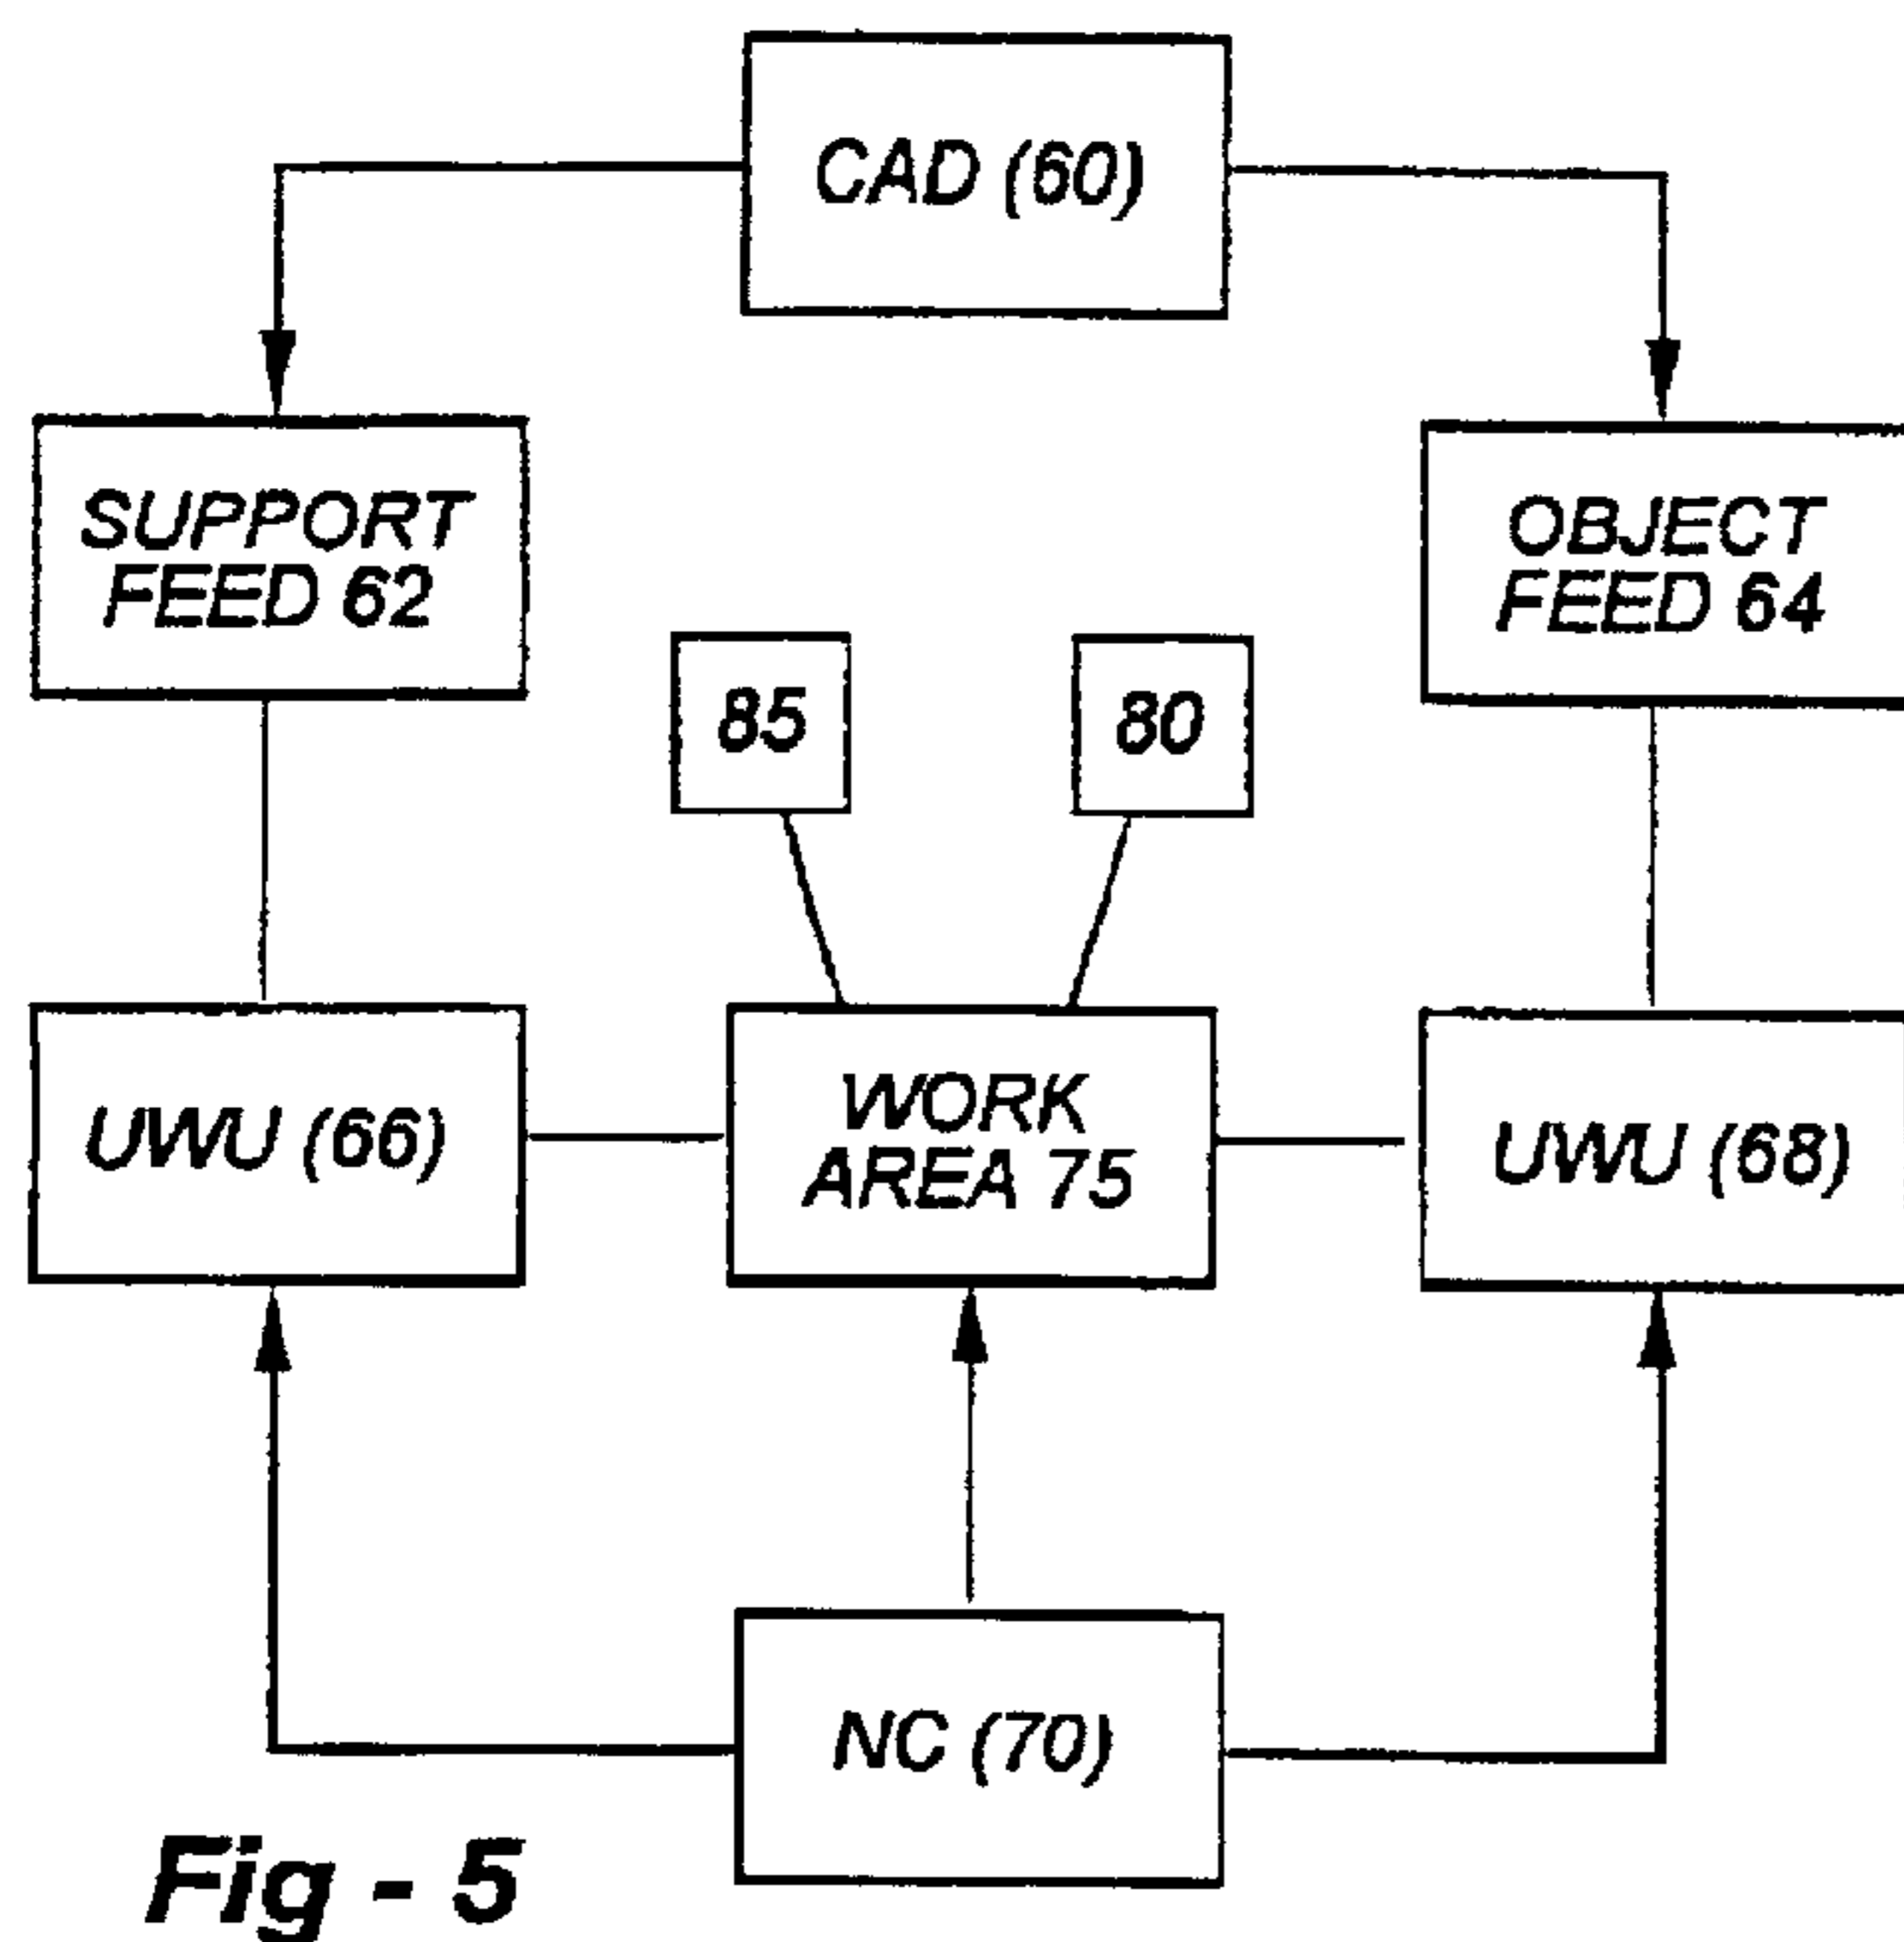 CAD (60)
SUPPORT
FEED 62
OBJECT
FEED 64
85
80
UWU (66)
WORK
AREA 75
UWU (68)
NC (70)
Fig - 5